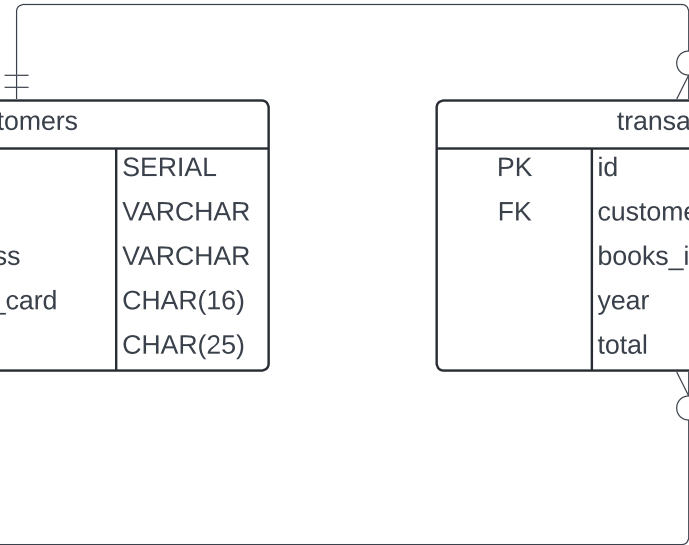 tomers
SERIAL
VARCHAR
ss VARCHAR
_card CHAR(16)
CHAR(25)
transa
PK id
FK custome
books_i
year
total